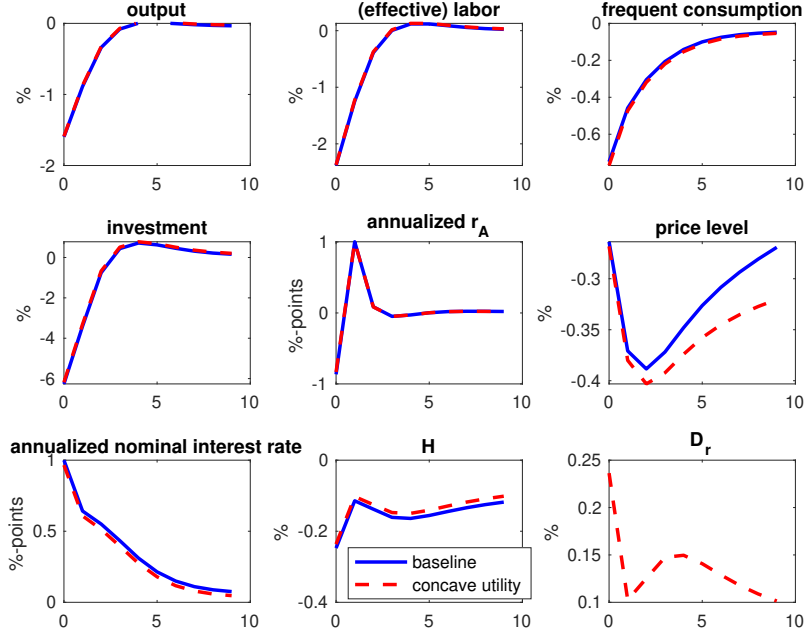 output (effective) labor frequent consumption
0 0 0
% -1 % -1 % -0.2
-0.4
-0.6
-2 -2
0 5 10 0 5 10 0 5 10
investment annualized r_A price level
0 1
% -2 %-points 0 % -0.3
-4 -0.35
-6 -1 -0.4
0 5 10 0 5 10 0 5 10
annualized nominal interest rate H D_r
1 0 0.25
%-points 0.5 % -0.2 % 0.2
0.15
baseline
concave utility
0 -0.4 0.1
0 5 10 0 5 10 0 5 10